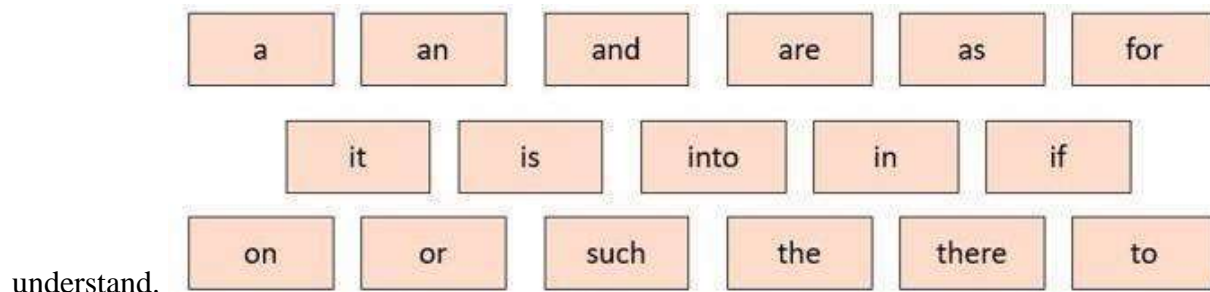 a an and are as for
it is into in if
on or such the there to
understand.